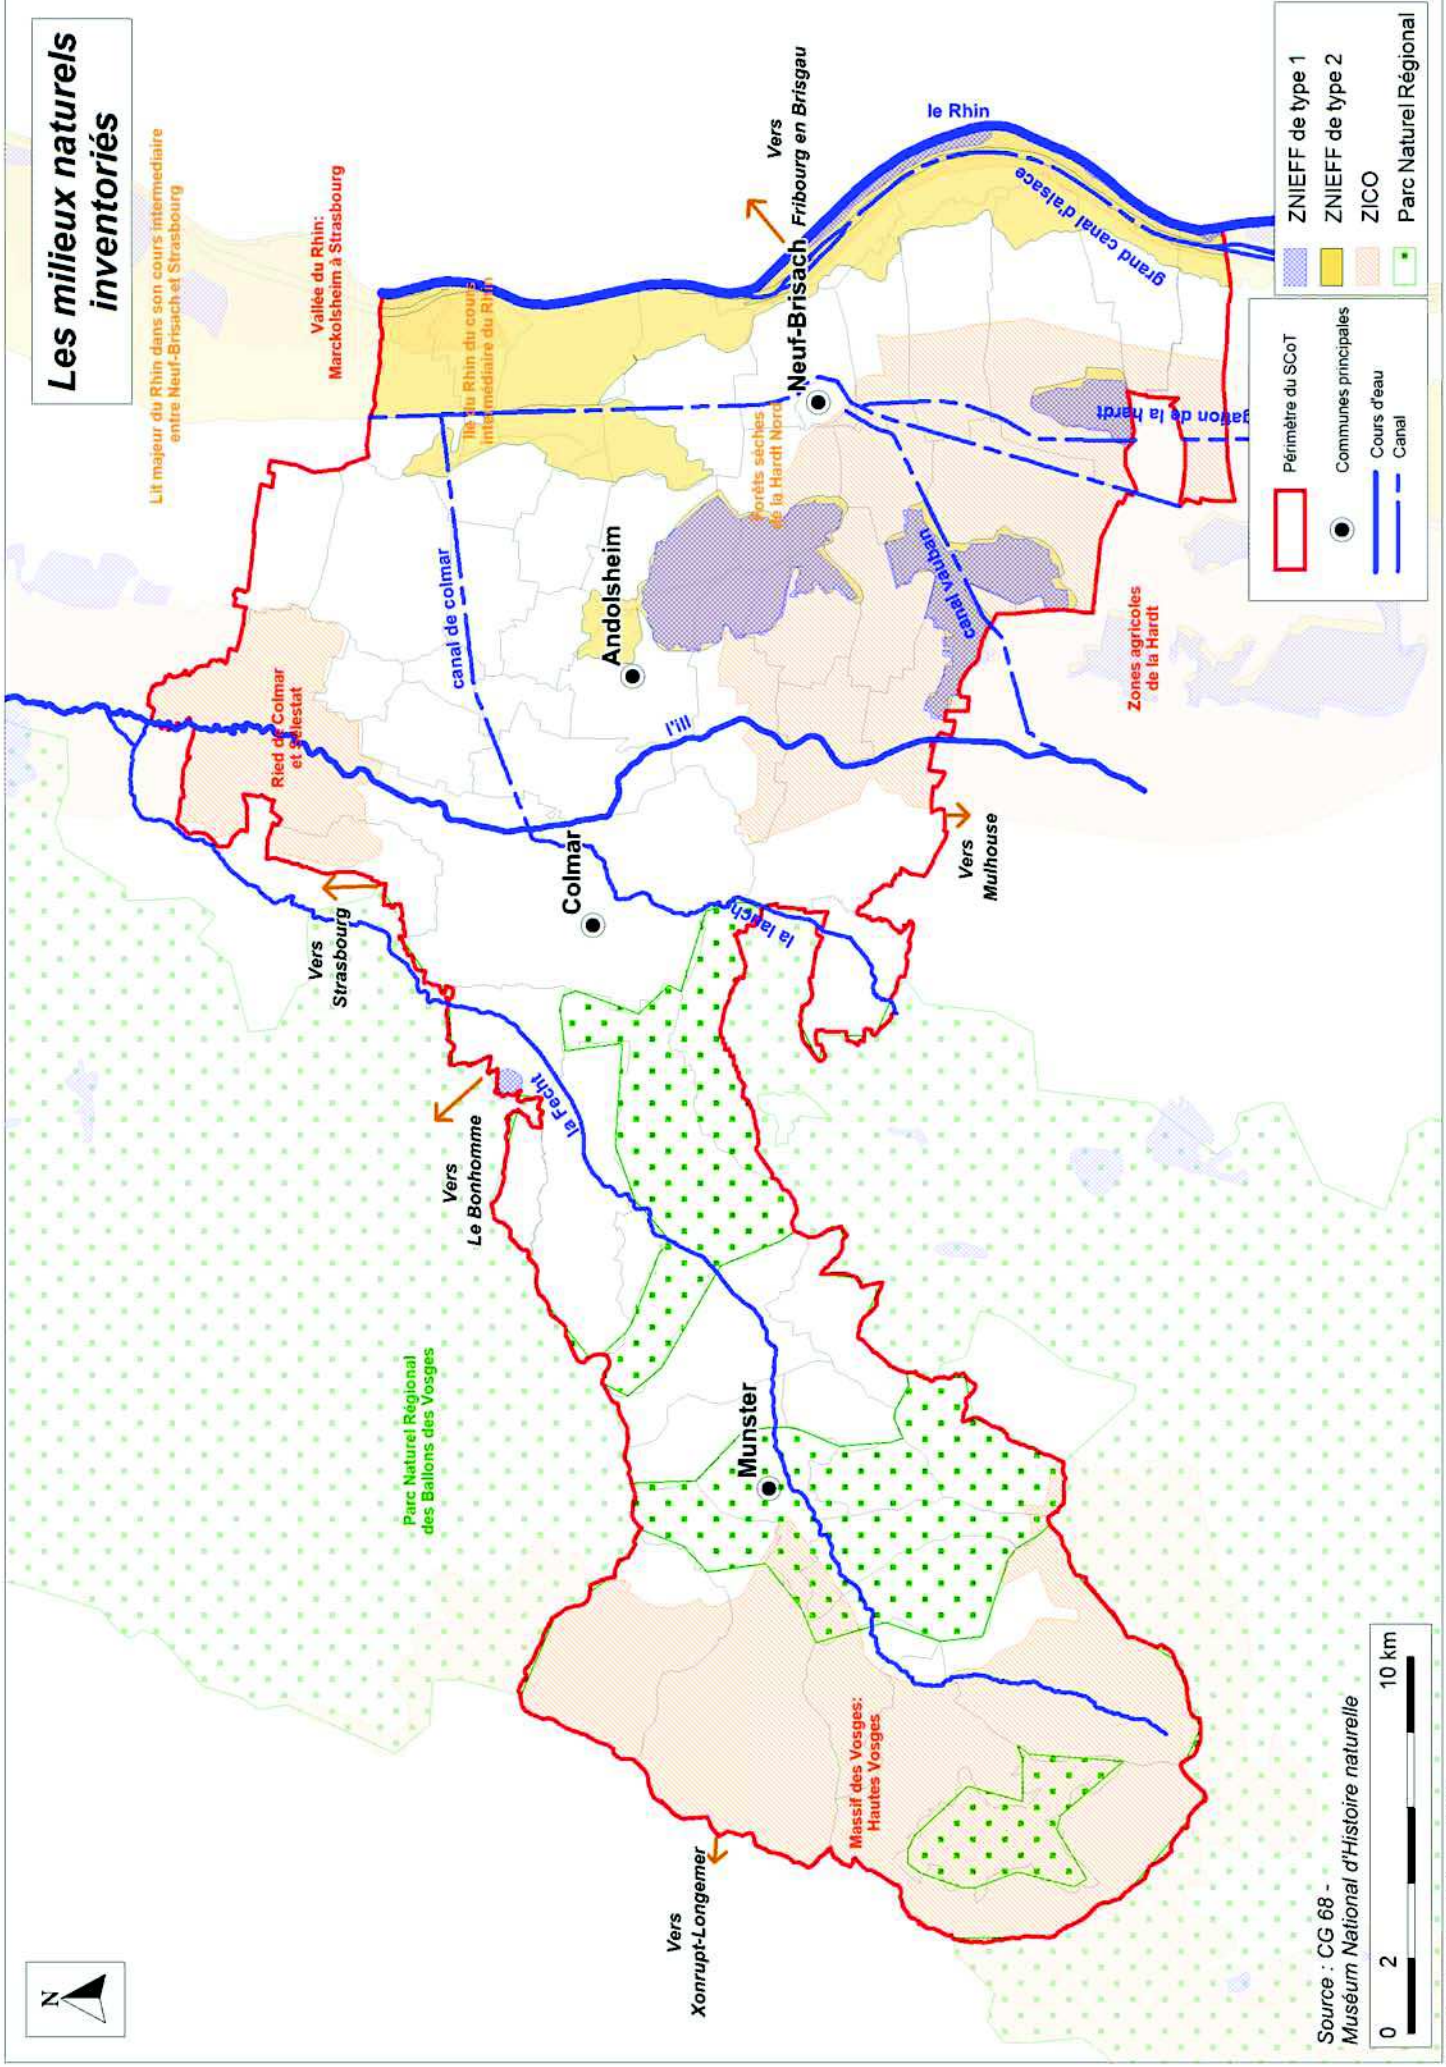 Les milieux naturels
inventoriés
N
Lit majeur du Rhin dans son cours intermediaire
entre Neuf-Brisach et Strasbourg
Vallée du Rhin:
Marckolsheim à Strasbourg
Ried de Colmar
et Sélestat
Ile du Rhin du cours
intermédiaire du Rhin
Vers
Strasbourg
canal de colmar
Vers
Le Bonhomme
Parc Naturel Régional
des Ballons des Vosges
la Fecht
Colmar
Andolsheim
l'ill
Vers
Fribourg en Brisgau
Forêts sèches
de la Hardt Nord
Neuf-Brisach
le Rhin
grand canal d'alsace
Vers
Xonrupt-Longemer
Munster
la lauch
Massif des Vosges:
Hautes Vosges
Vers
Mulhouse
canal vauban
Zones agricoles
de la Hardt
gation de la hardt
Source : CG 68 -
Muséum National d'Histoire naturelle
0 2 10 km
Périmètre du SCoT
Communes principales
Cours d'eau
Canal
ZNIEFF de type 1
ZNIEFF de type 2
ZICO
Parc Naturel Régional